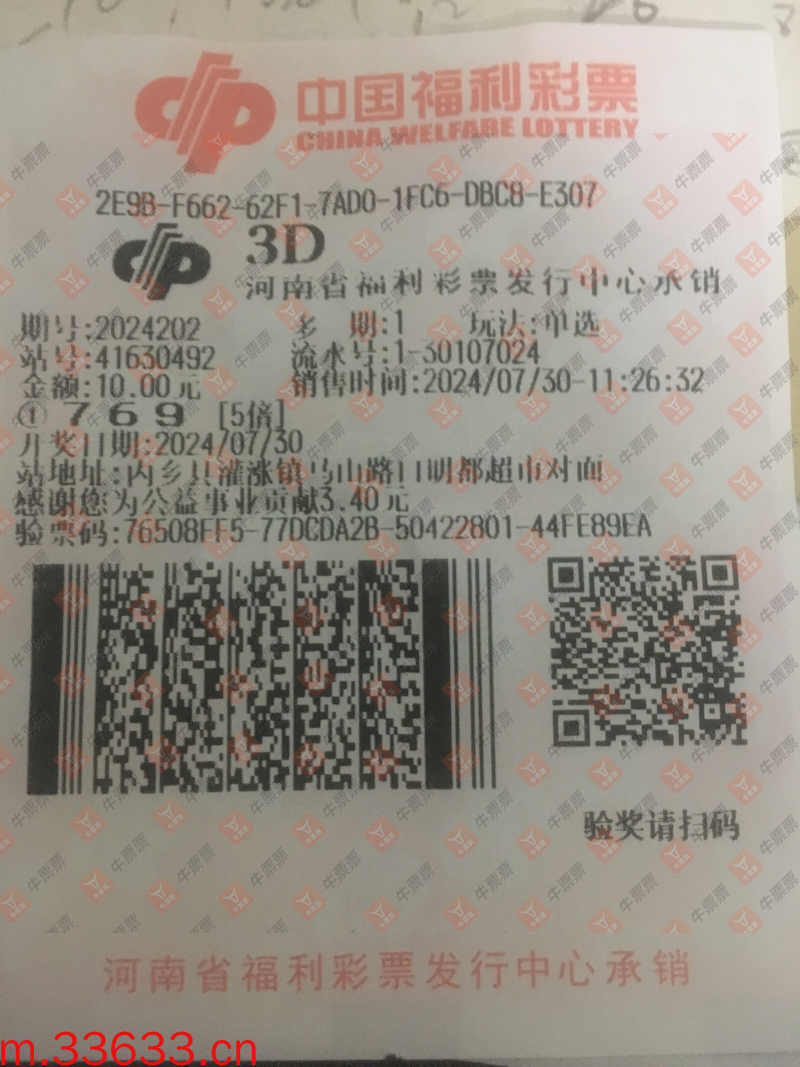 中国福利彩票
CHINA WELFARE LOTTERY
2E9B-F662-62F1-7AD0-1FC6-DBC8-E307
3D
河南省福利彩票发行中心承销
期号:2024202 多 期:1 玩法:单选
站号:41630492 流水号:1-30107024
金额:10.00元 销售时间:2024/07/30-11:26:32
① 7 6 9 [5倍]
开奖日期:2024/07/30
站地址:内乡县灌涨镇马山路口明都超市对面
感谢您为公益事业贡献3.40元
验票码:76508FF5-77DCDA2B-50422801-44FE89EA
验奖请扫码
河南省福利彩票发行中心承销
m.33633.cn
牛票票